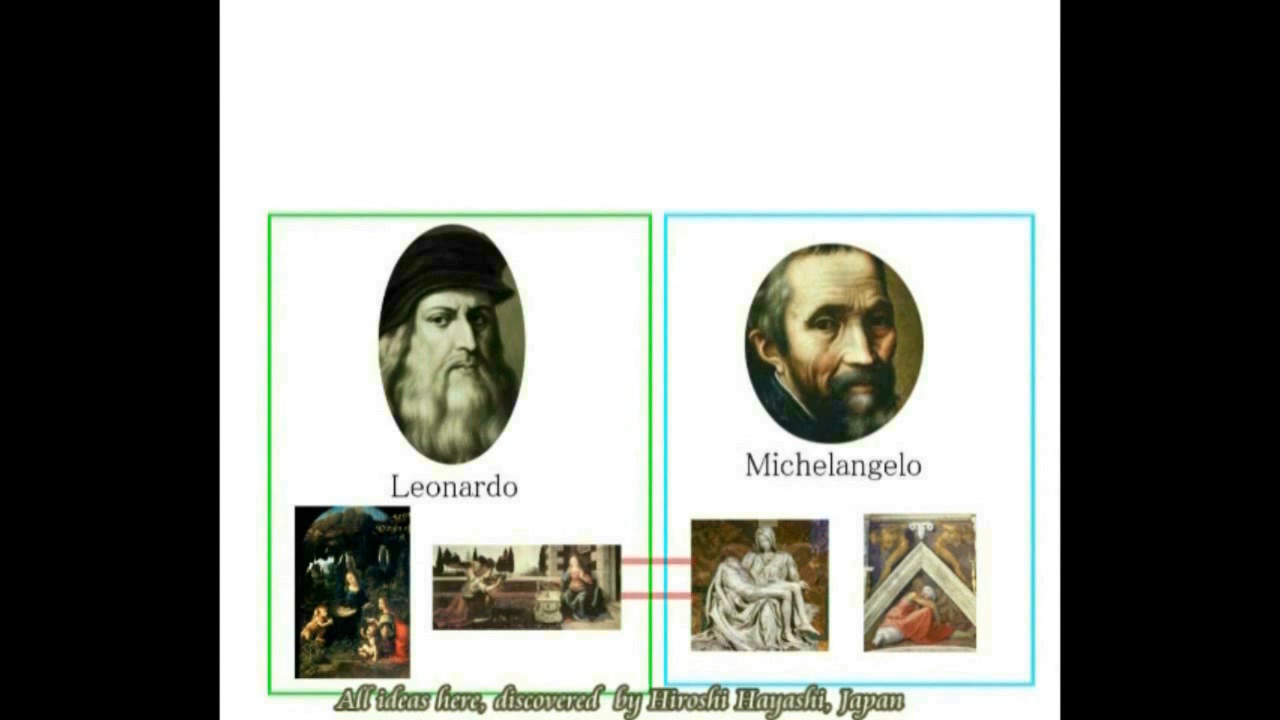 Leonardo
Michelangelo
All ideas here, discovered by Hiroshi Hayashi, Japan